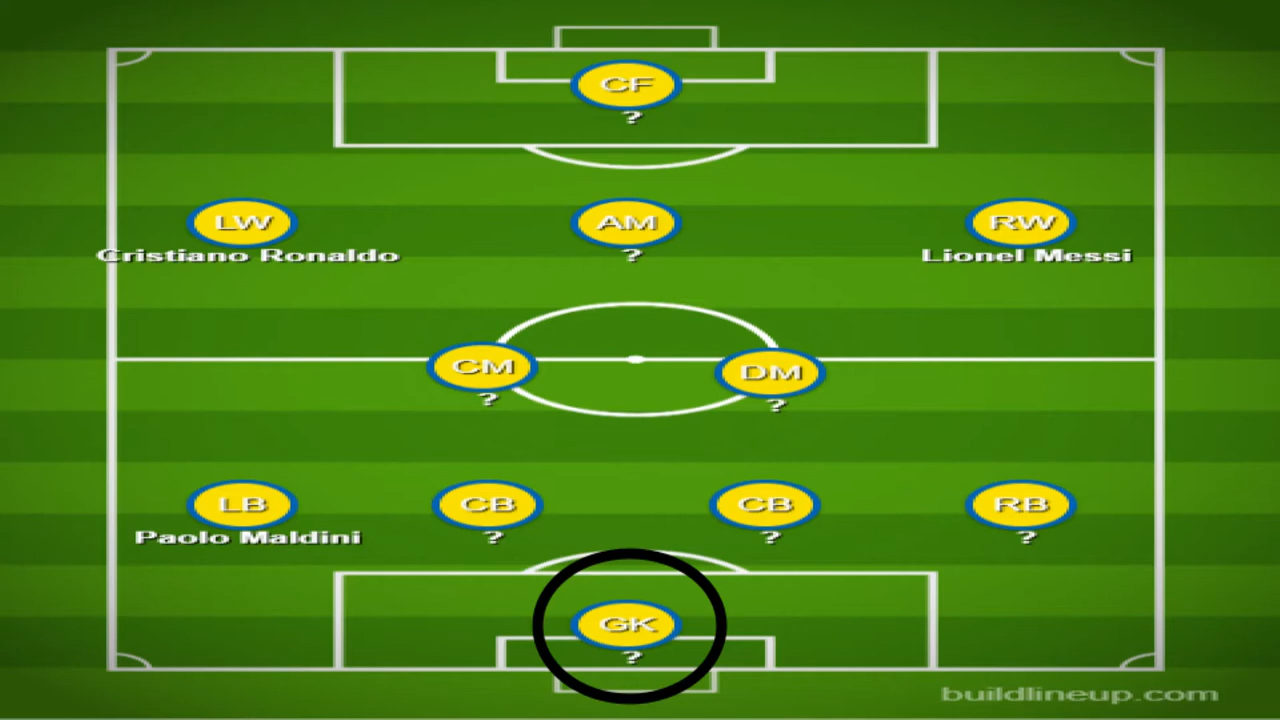 CF
?
LW
AM
RW
Cristiano Ronaldo
?
Lionel Messi
CM
DM
?
?
LB
CB
CB
RB
Paolo Maldini
?
?
?
GK
?
buildlineup.com